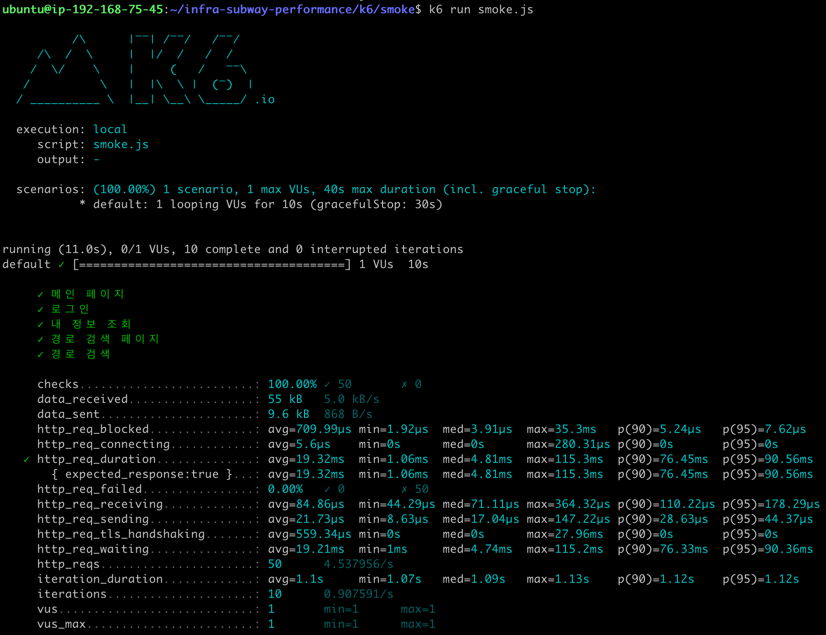 ubuntu@ip-192-168-75-45:~/infra-subway-performance/k6/smoke$ k6 run smoke.js
          /\      |‾‾| /‾‾/   /‾‾/
     /\  /  \     |  |/  /   /  /
    /  \/    \    |     (   /   ‾‾\
   /          \   |  |\  \ |  (‾)  |
  / __________ \  |__| \__\ \_____/ .io
execution: local
script: smoke.js
output: -
scenarios: (100.00%) 1 scenario, 1 max VUs, 40s max duration (incl. graceful stop):
* default: 1 looping VUs for 10s (gracefulStop: 30s)
running (11.0s), 0/1 VUs, 10 complete and 0 interrupted iterations
default ✓ [======================================] 1 VUs  10s
✓ 메인 페이지
✓ 로그인
✓ 내 정보 조회
✓ 경로 검색 페이지
✓ 경로 검색
checks.........................: 100.00% ✓ 50       ✗ 0
data_received..................: 55 kB   5.0 kB/s
data_sent......................: 9.6 kB  868 B/s
http_req_blocked...............: avg=709.99µs min=1.92µs  med=3.91µs  max=35.3ms   p(90)=5.24µs   p(95)=7.62µs
http_req_connecting............: avg=5.6µs    min=0s      med=0s      max=280.31µs p(90)=0s       p(95)=0s
✓ http_req_duration..............: avg=19.32ms  min=1.06ms  med=4.81ms  max=115.3ms  p(90)=76.45ms  p(95)=90.56ms
{ expected_response:true }...: avg=19.32ms  min=1.06ms  med=4.81ms  max=115.3ms  p(90)=76.45ms  p(95)=90.56ms
http_req_failed................: 0.00%   ✓ 0        ✗ 50
http_req_receiving.............: avg=84.86µs  min=44.29µs med=71.11µs max=364.32µs p(90)=110.22µs p(95)=178.29µs
http_req_sending...............: avg=21.73µs  min=8.63µs  med=17.04µs max=147.22µs p(90)=28.63µs  p(95)=44.37µs
http_req_tls_handshaking.......: avg=559.34µs min=0s      med=0s      max=27.96ms  p(90)=0s       p(95)=0s
http_req_waiting...............: avg=19.21ms  min=1ms     med=4.74ms  max=115.2ms  p(90)=76.33ms  p(95)=90.36ms
http_reqs......................: 50      4.537956/s
iteration_duration.............: avg=1.1s     min=1.07s   med=1.09s   max=1.13s    p(90)=1.12s    p(95)=1.12s
iterations.....................: 10      0.907591/s
vus............................: 1       min=1      max=1
vus_max........................: 1       min=1      max=1